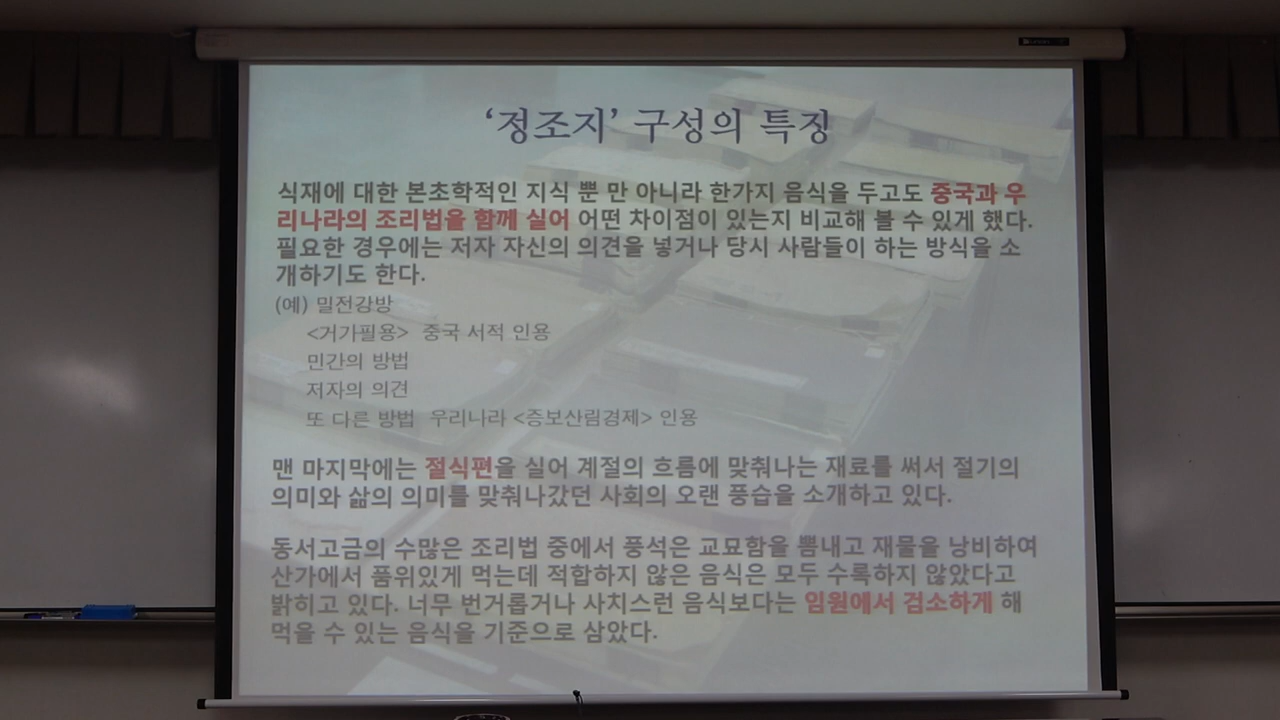 ‘정조지’ 구성의 특징
식재에 대한 본초학적인 지식 뿐 만 아니라 한가지 음식을 두고도 중국과 우
리나라의 조리법을 함께 실어 어떤 차이점이 있는지 비교해 볼 수 있게 했다.
필요한 경우에는 저자 자신의 의견을 넣거나 당시 사람들이 하는 방식을 소
개하기도 한다.
(예) 밀전강방
<거가필용> 중국 서적 인용
민간의 방법
저자의 의견
또 다른 방법 우리나라 <증보산림경제> 인용
맨 마지막에는 절식편을 실어 계절의 흐름에 맞춰나는 재료를 써서 절기의
의미와 삶의 의미를 맞춰나갔던 사회의 오랜 풍습을 소개하고 있다.
동서고금의 수많은 조리법 중에서 풍석은 교묘함을 뽐내고 재물을 낭비하여
산가에서 품위있게 먹는데 적합하지 않은 음식은 모두 수록하지 않았다고
밝히고 있다. 너무 번거롭거나 사치스런 음식보다는 임원에서 검소하게 해
먹을 수 있는 음식을 기준으로 삼았다.